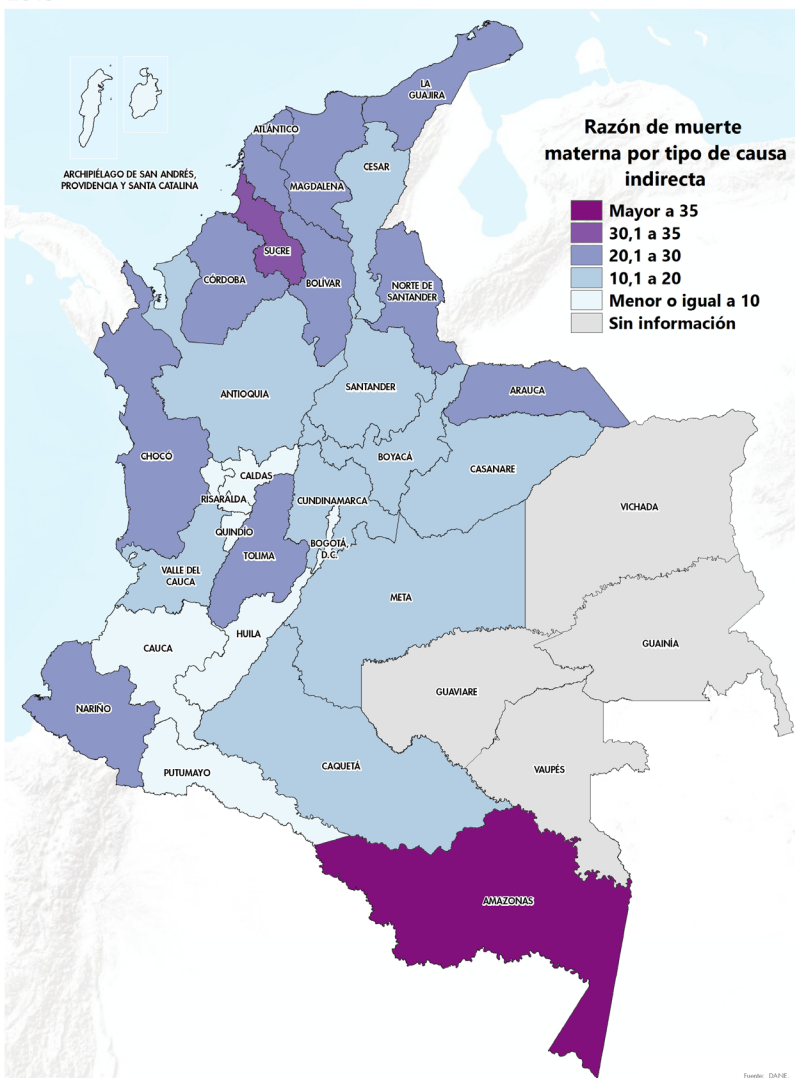 LA
GUAJIRA
ATLÁNTICO
CESAR
MAGDALENA
ARCHIPIÉLAGO DE SAN ANDRÉS,
PROVIDENCIA Y SANTA CATALINA
Razón de muerte
materna por tipo de causa
indirecta
Mayor a 35
30,1 a 35
20,1 a 30
10,1 a 20
Menor o igual a 10
Sin información
SUCRE
CÓRDOBA
BOLÍVAR
NORTE DE
SANTANDER
ANTIOQUIA
SANTANDER
ARAUCA
CHOCÓ
BOYACÁ
CASANARE
CALDAS
RISARALDA
CUNDINAMARCA
VICHADA
QUINDÍO
BOGOTÁ,
D.C.
TOLIMA
VALLE DEL
CAUCA
META
HUILA
CAUCA
GUAINÍA
GUAVIARE
NARIÑO
PUTUMAYO
CAQUETÁ
VAUPÉS
AMAZONAS
Fuente: DANE.